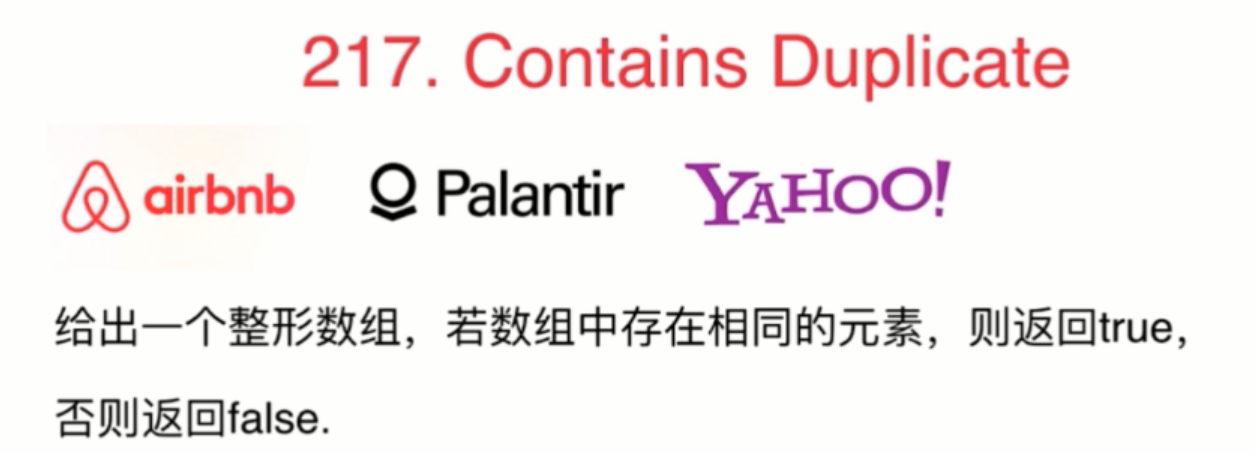 217. Contains Duplicate
airbnb Palantir YAHOO!
给出一个整形数组，若数组中存在相同的元素，则返回true，
否则返回false.